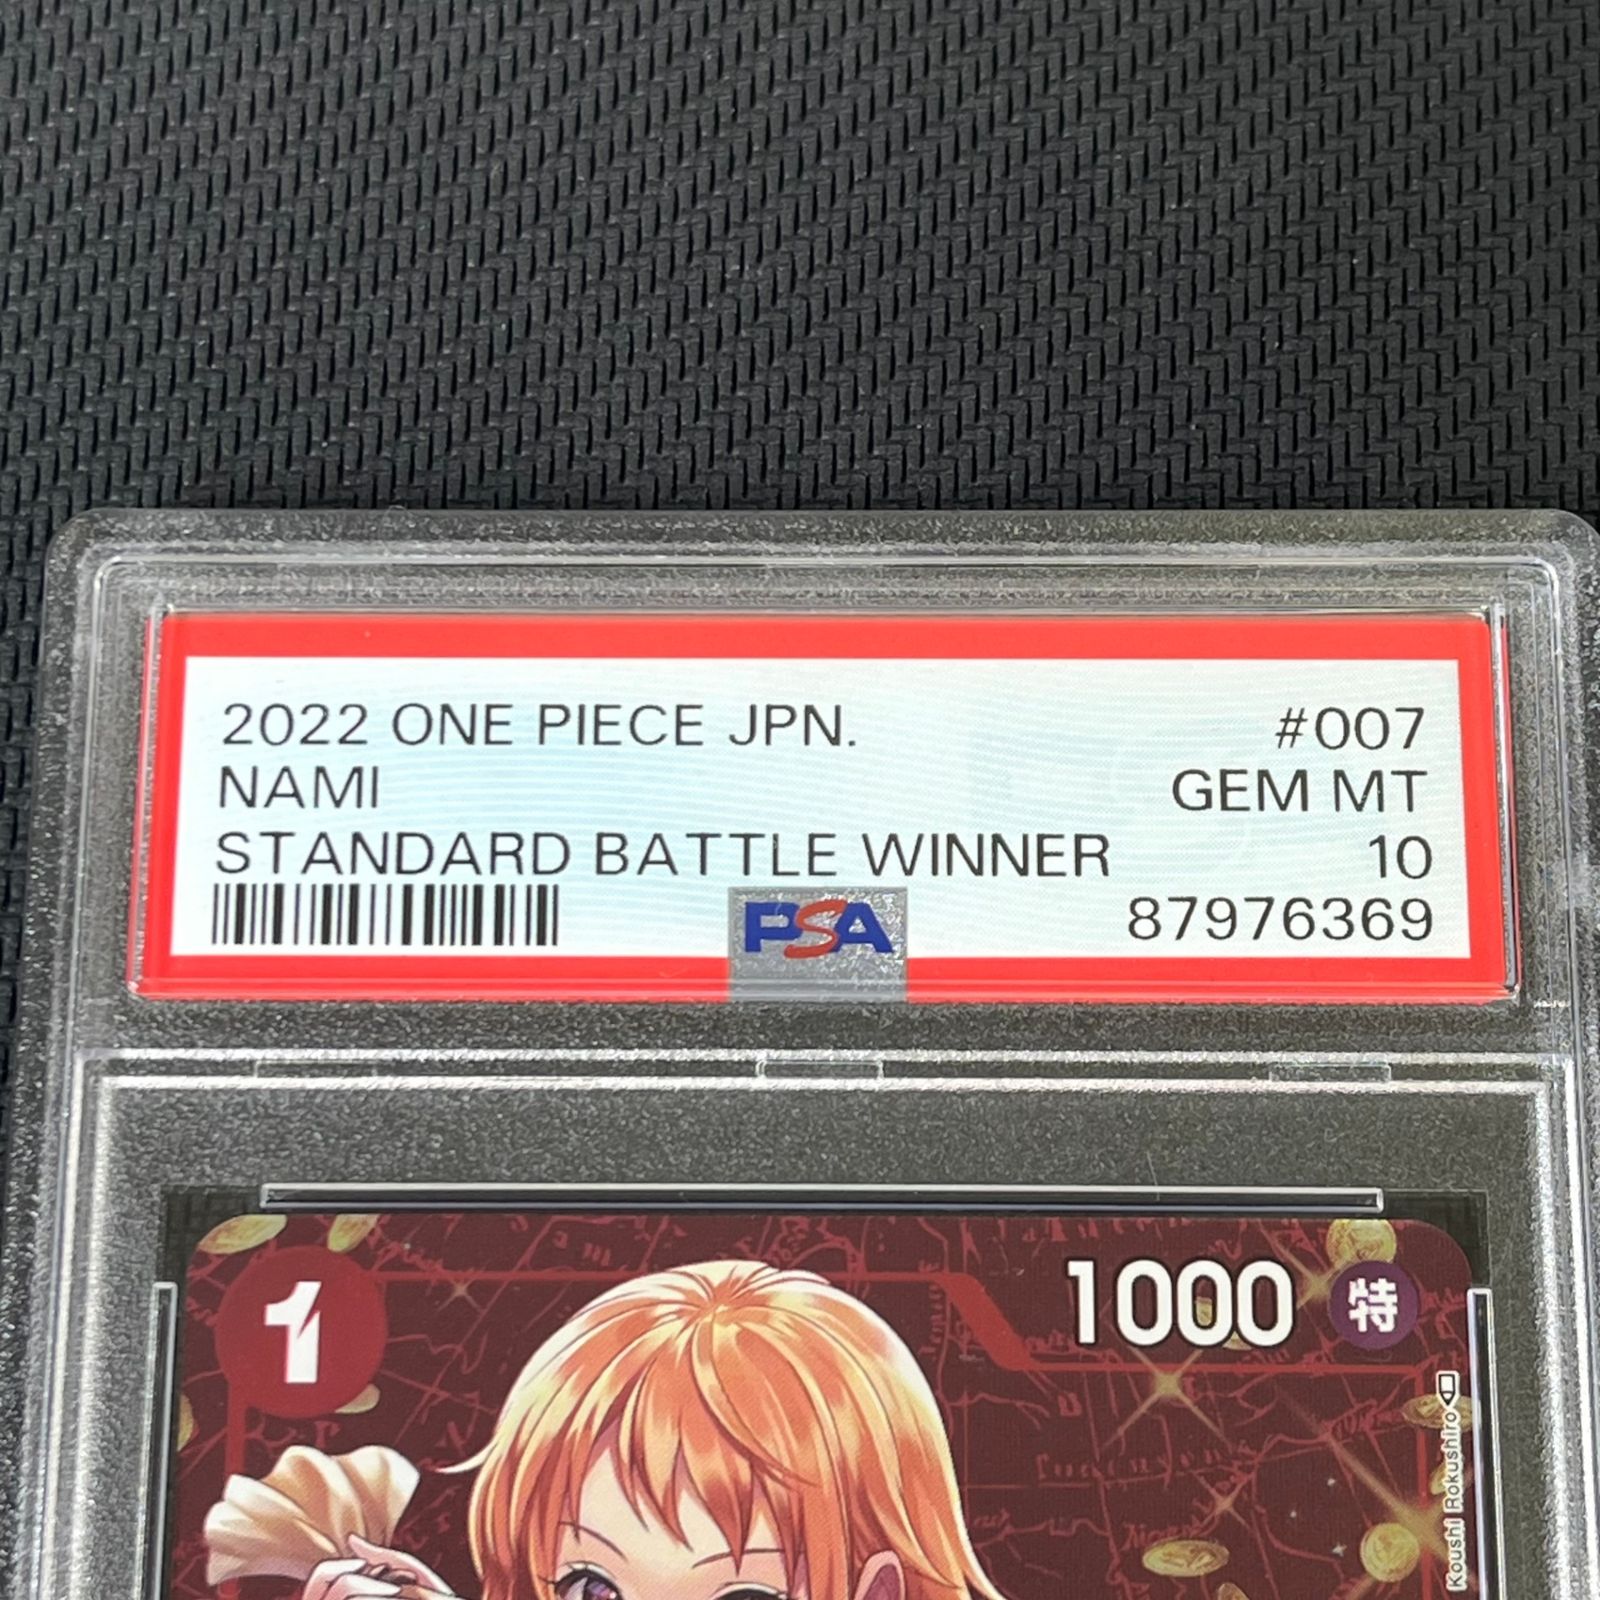 2022 ONE PIECE JPN. #007
NAMI GEM MT
STANDARD BATTLE WINNER 10
PSA 87976369
1 1000 特
Koushi Rokushiro